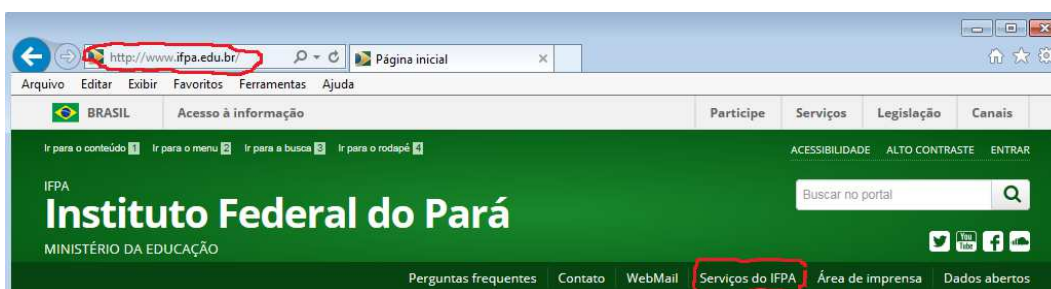 http://www.ifpa.edu.br/ Página inicial
Arquivo Editar Exibir Favoritos Ferramentas Ajuda
BRASIL Acesso à informação Participe Serviços Legislação Canais
Ir para o conteúdo 1 Ir para o menu 2 Ir para a busca 3 Ir para o rodapé 4 ACESSIBILIDADE ALTO CONTRASTE ENTRAR
IFPA
Buscar no portal
Instituto Federal do Pará
MINISTÉRIO DA EDUCAÇÃO
You Tube
Perguntas frequentes Contato WebMail Serviços do IFPA Área de imprensa Dados abertos